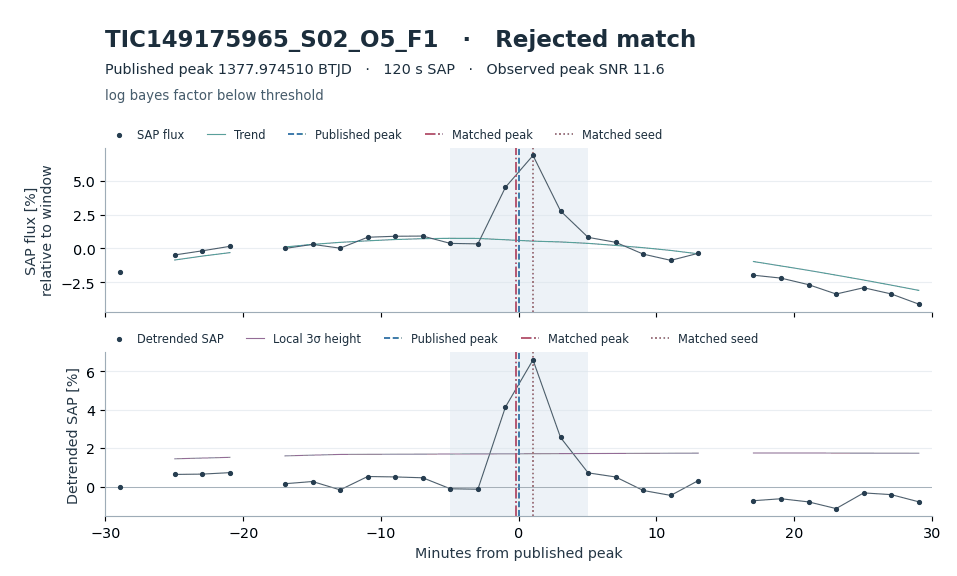 TIC149175965_S02_O5_F1 · Rejected match
Published peak 1377.974510 BTJD · 120 s SAP · Observed peak SNR 11.6
log bayes factor below threshold
SAP flux Trend Published peak Matched peak Matched seed
SAP flux [%]
relative to window
5.0
2.5
0.0
−2.5
Detrended SAP Local 3σ height Published peak Matched peak Matched seed
Detrended SAP [%]
6
4
2
0
−30 −20 −10 0 10 20 30
Minutes from published peak